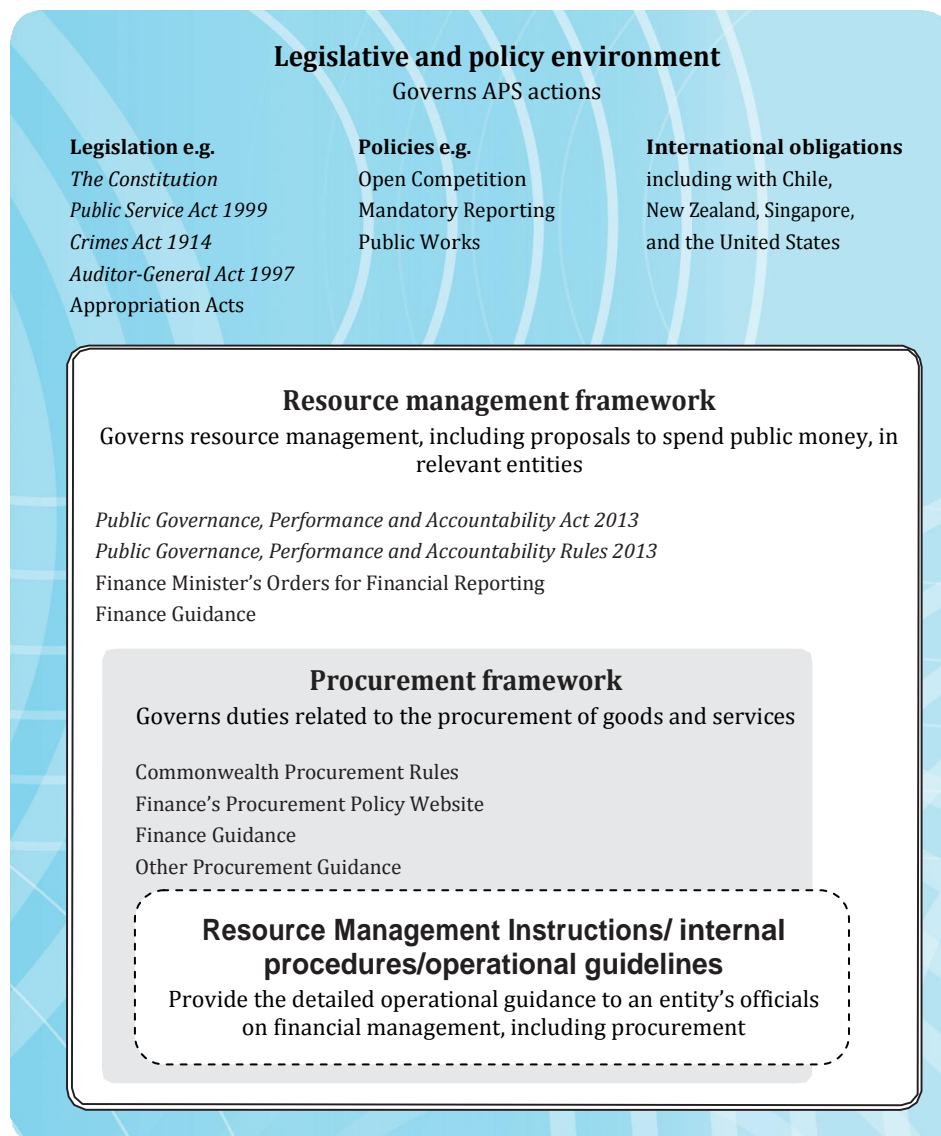 Legislative and policy environment
Governs APS actions
Legislation e.g.
The Constitution
Public Service Act 1999
Crimes Act 1914
Auditor-General Act 1997
Appropriation Acts
Policies e.g.
Open Competition
Mandatory Reporting
Public Works
International obligations
including with Chile,
New Zealand, Singapore,
and the United States
Resource management framework
Governs resource management, including proposals to spend public money, in
relevant entities
Public Governance, Performance and Accountability Act 2013
Public Governance, Performance and Accountability Rules 2013
Finance Minister’s Orders for Financial Reporting
Finance Guidance
Procurement framework
Governs duties related to the procurement of goods and services
Commonwealth Procurement Rules
Finance’s Procurement Policy Website
Finance Guidance
Other Procurement Guidance
Resource Management Instructions/ internal
procedures/operational guidelines
Provide the detailed operational guidance to an entity’s officials
on financial management, including procurement